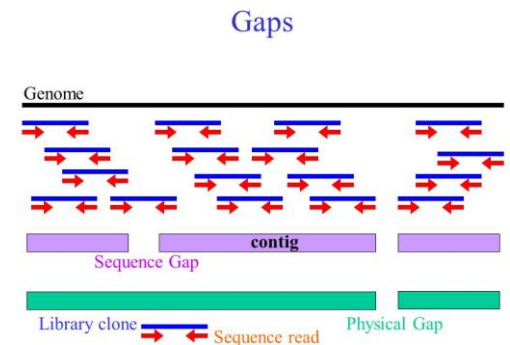 Gaps
Genome
contig
Sequence Gap
Library clone
Sequence read
Physical Gap